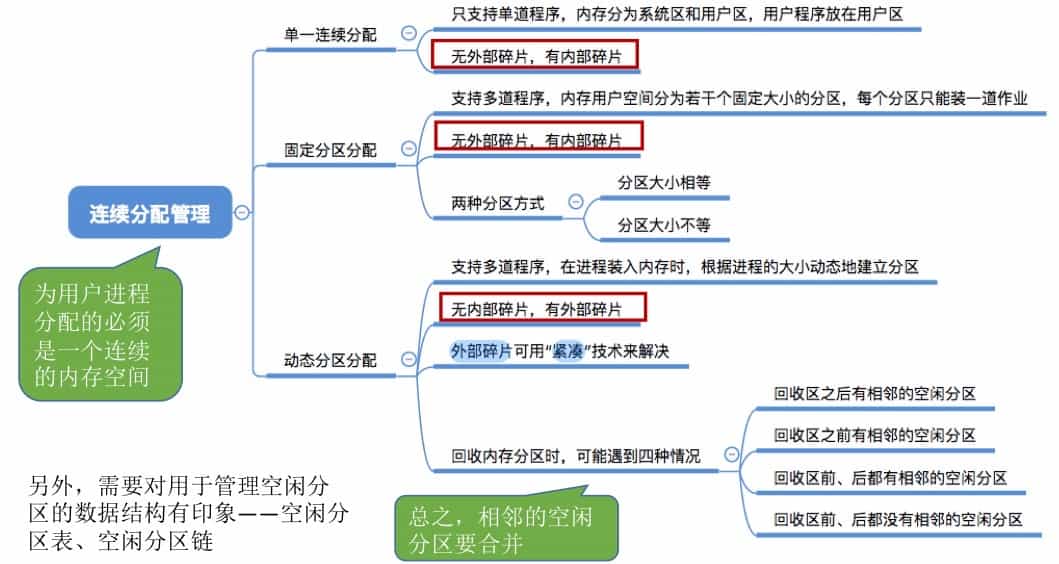 只支持单道程序，内存分为系统区和用户区，用户程序放在用户区
单一连续分配
无外部碎片，有内部碎片
支持多道程序，内存用户空间分为若干个固定大小的分区，每个分区只能装一道作业
无外部碎片，有内部碎片
固定分区分配
分区大小相等
两种分区方式
分区大小不等
连续分配管理
为用户进程
分配的必须
是一个连续
的内存空间
支持多道程序，在进程装入内存时，根据进程的大小动态地建立分区
无内部碎片，有外部碎片
外部碎片可用“紧凑”技术来解决
动态分区分配
回收区之后有相邻的空闲分区
回收区之前有相邻的空闲分区
回收内存分区时，可能遇到四种情况
回收区前、后都有相邻的空闲分区
回收区前、后都没有相邻的空闲分区
总之，相邻的空闲
分区要合并
另外，需要对用于管理空闲分
区的数据结构有印象——空闲分
区表、空闲分区链